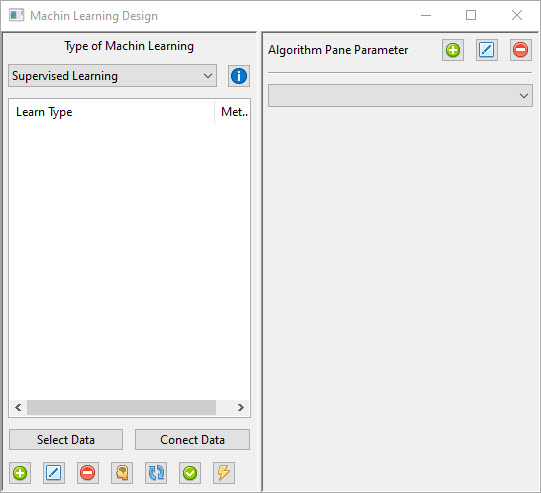 Machin Learning Design
Type of Machin Learning
Supervised Learning
Learn Type Met..
Select Data Conect Data
Algorithm Pane Parameter